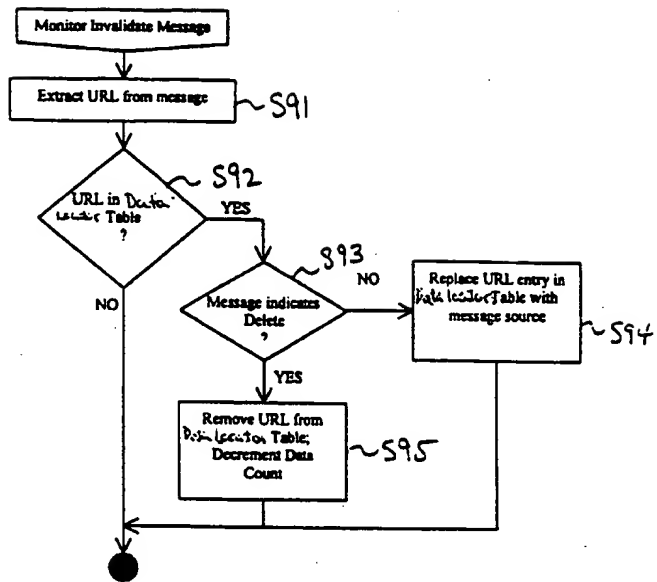 Monitor Invalidate Message
Extract URL from message
S91
S92
URL in Data
Locator Table
?
YES
NO
S93
Message indicates
Delete
?
NO
YES
Replace URL entry in
Data locator Table with
message source
S94
Remove URL from
Data Locator Table;
Decrement Data
Count
S95